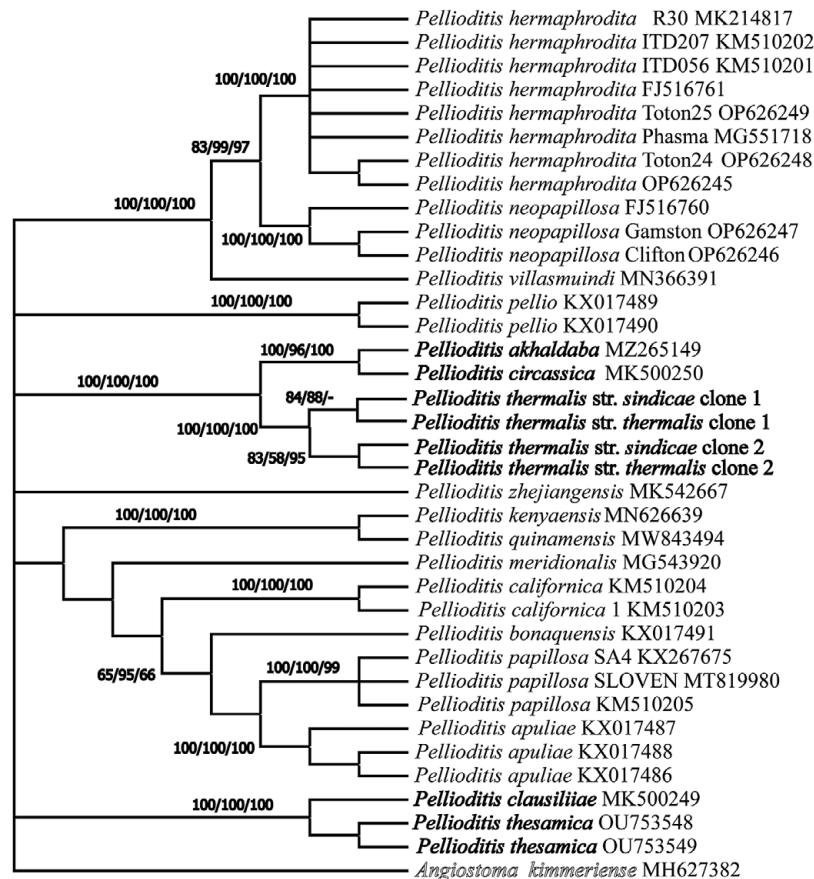 Pellioditis hermaphrodita R30 MK214817
Pellioditis hermaphrodita ITD207 KM510202
Pellioditis hermaphrodita ITD056 KM510201
100/100/100
Pellioditis hermaphrodita FJ516761
Pellioditis hermaphrodita Toton25 OP626249
Pellioditis hermaphrodita Phasma MG551718
83/99/97
Pellioditis hermaphrodita Toton24 OP626248
Pellioditis hermaphrodita OP626245
100/100/100
Pellioditis neopapillosa FJ516760
Pellioditis neopapillosa Gamston OP626247
100/100/100
Pellioditis neopapillosa Clifton OP626246
Pellioditis villasmuindi MN366391
100/100/100
Pellioditis pellio KX017489
Pellioditis pellio KX017490
100/96/100
Pellioditis akhaldaba MZ265149
100/100/100
Pellioditis circassica MK500250
84/88/-
Pellioditis thermalis str. sindicae clone 1
Pellioditis thermalis str. thermalis clone 1
100/100/100
Pellioditis thermalis str. sindicae clone 2
83/58/95
Pellioditis thermalis str. thermalis clone 2
Pellioditis zhejiangensis MK542667
100/100/100
Pellioditis kenyaensis MN626639
Pellioditis quinamensis MW843494
Pellioditis meridionalis MG543920
100/100/100
Pellioditis californica KM510204
Pellioditis californica 1 KM510203
Pellioditis bonaquensis KX017491
100/100/99
Pellioditis papillosa SA4 KX267675
65/95/66
Pellioditis papillosa SLOVEN MT819980
Pellioditis papillosa KM510205
Pellioditis apuliae KX017487
100/100/100
Pellioditis apuliae KX017488
Pellioditis apuliae KX017486
100/100/100
Pellioditis clausiliiae MK500249
Pellioditis thesamica OU753548
Pellioditis thesamica OU753549
Angiostoma kimmeriense MH627382